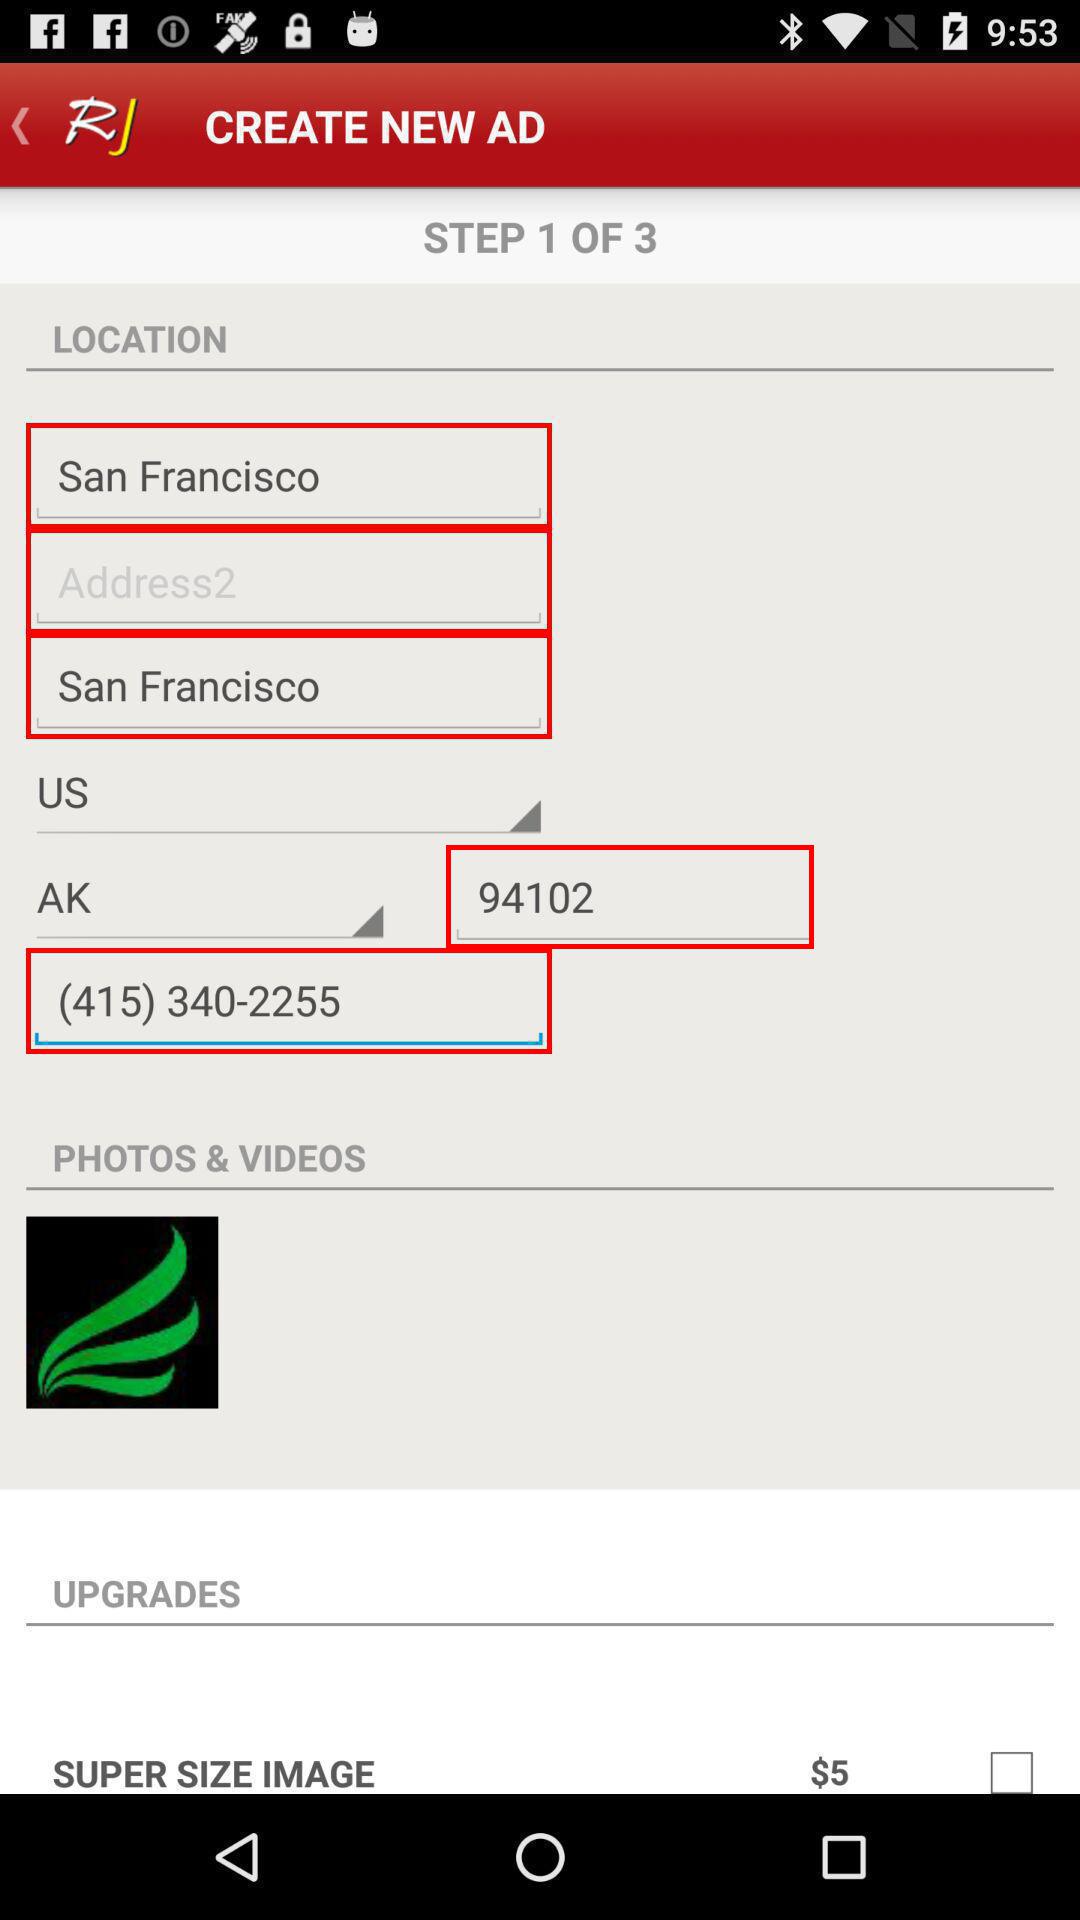 FAKE
9:53
RJ CREATE NEW AD
STEP 1 OF 3
LOCATION
San Francisco
Address2
San Francisco
US
AK 94102
(415) 340-2255
PHOTOS & VIDEOS
UPGRADES
SUPER SIZE IMAGE $5